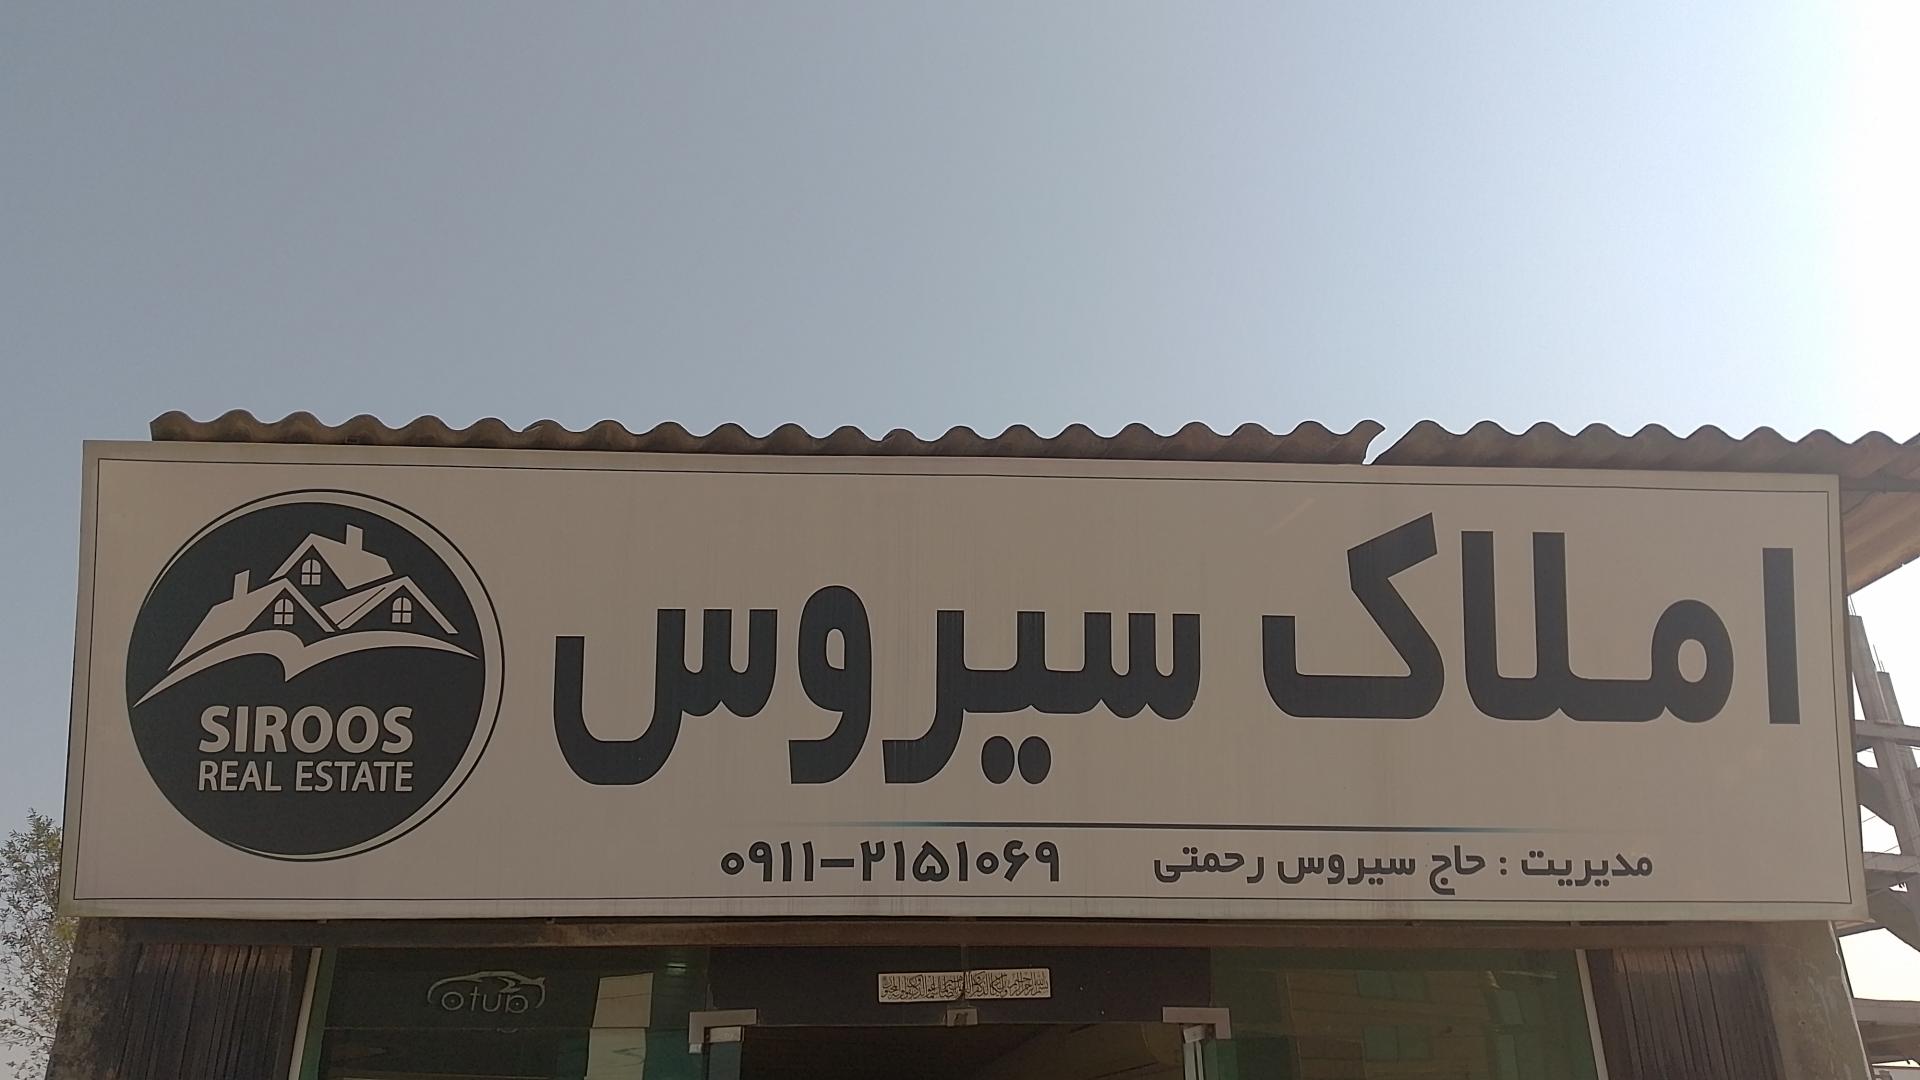 املاک سیروس
SIROOS
REAL ESTATE
مدیریت : حاج سیروس رحمتی
۰۹۱۱-۲۱۵۱۰۶۹